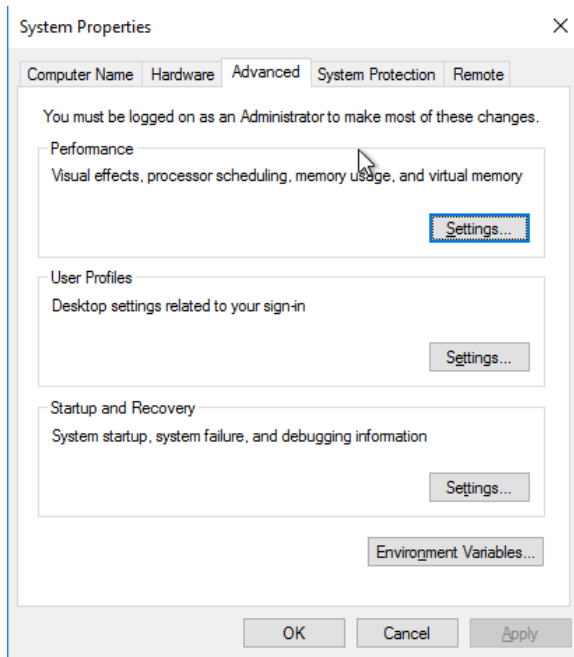 System Properties
Computer Name Hardware Advanced System Protection Remote
You must be logged on as an Administrator to make most of these changes.
Performance
Visual effects, processor scheduling, memory usage, and virtual memory
Settings...
User Profiles
Desktop settings related to your sign-in
Settings...
Startup and Recovery
System startup, system failure, and debugging information
Settings...
Environment Variables...
OK Cancel Apply